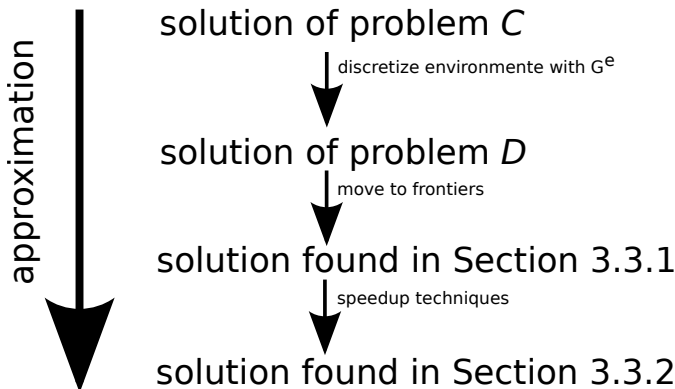 approximation
solution of problem C
discretize environmente with Gᵉ
solution of problem D
move to frontiers
solution found in Section 3.3.1
speedup techniques
solution found in Section 3.3.2